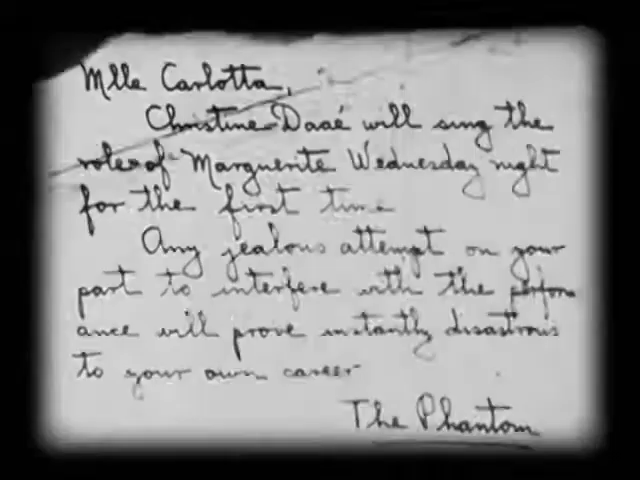 Mlle Carlotta,
Christine Daaé will sing the
role of Marguerite Wednesday night
for the first time
Any jealous attempt on your
part to interfere with the perform
ance will prove instantly disastrous
to your own career
The Phantom